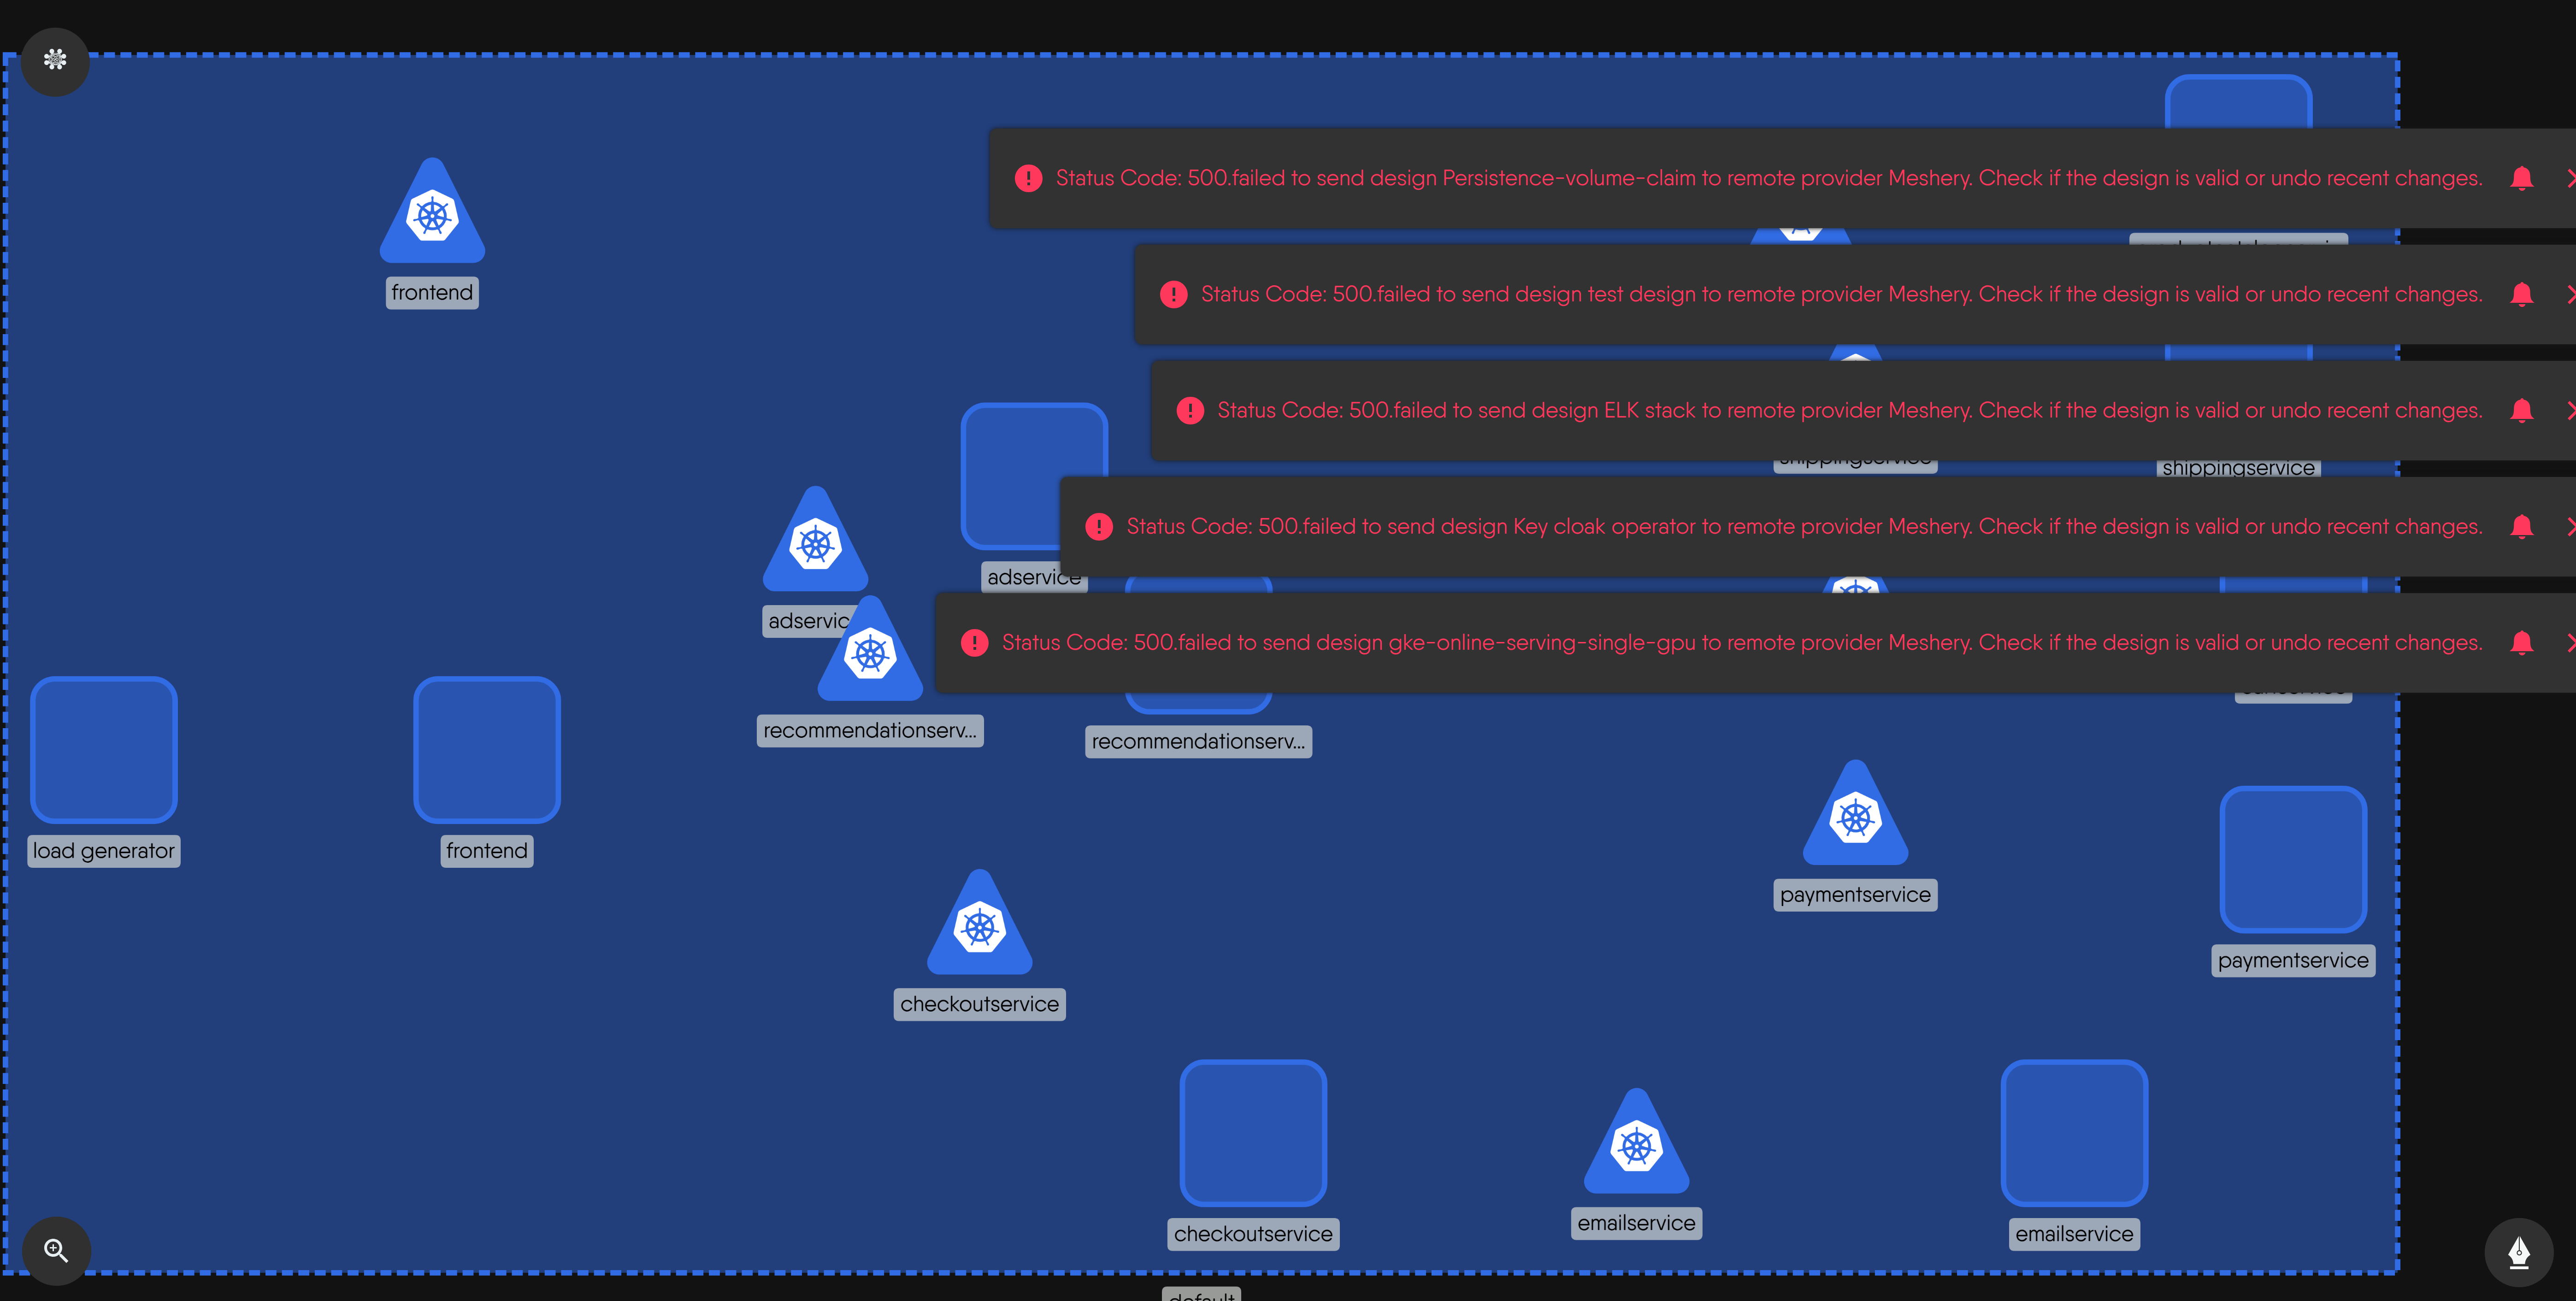 Status Code: 500.failed to send design Persistence-volume-claim to remote provider Meshery. Check if the design is valid or undo recent changes.
frontend
Status Code: 500.failed to send design test design to remote provider Meshery. Check if the design is valid or undo recent changes.
Status Code: 500.failed to send design ELK stack to remote provider Meshery. Check if the design is valid or undo recent changes.
shippingservice
shippingservice
Status Code: 500.failed to send design Key cloak operator to remote provider Meshery. Check if the design is valid or undo recent changes.
adservice
adservic
Status Code: 500.failed to send design gke-online-serving-single-gpu to remote provider Meshery. Check if the design is valid or undo recent changes.
recommendationserv...
recommendationserv...
load generator
frontend
paymentservice
paymentservice
checkoutservice
checkoutservice
emailservice
emailservice
default